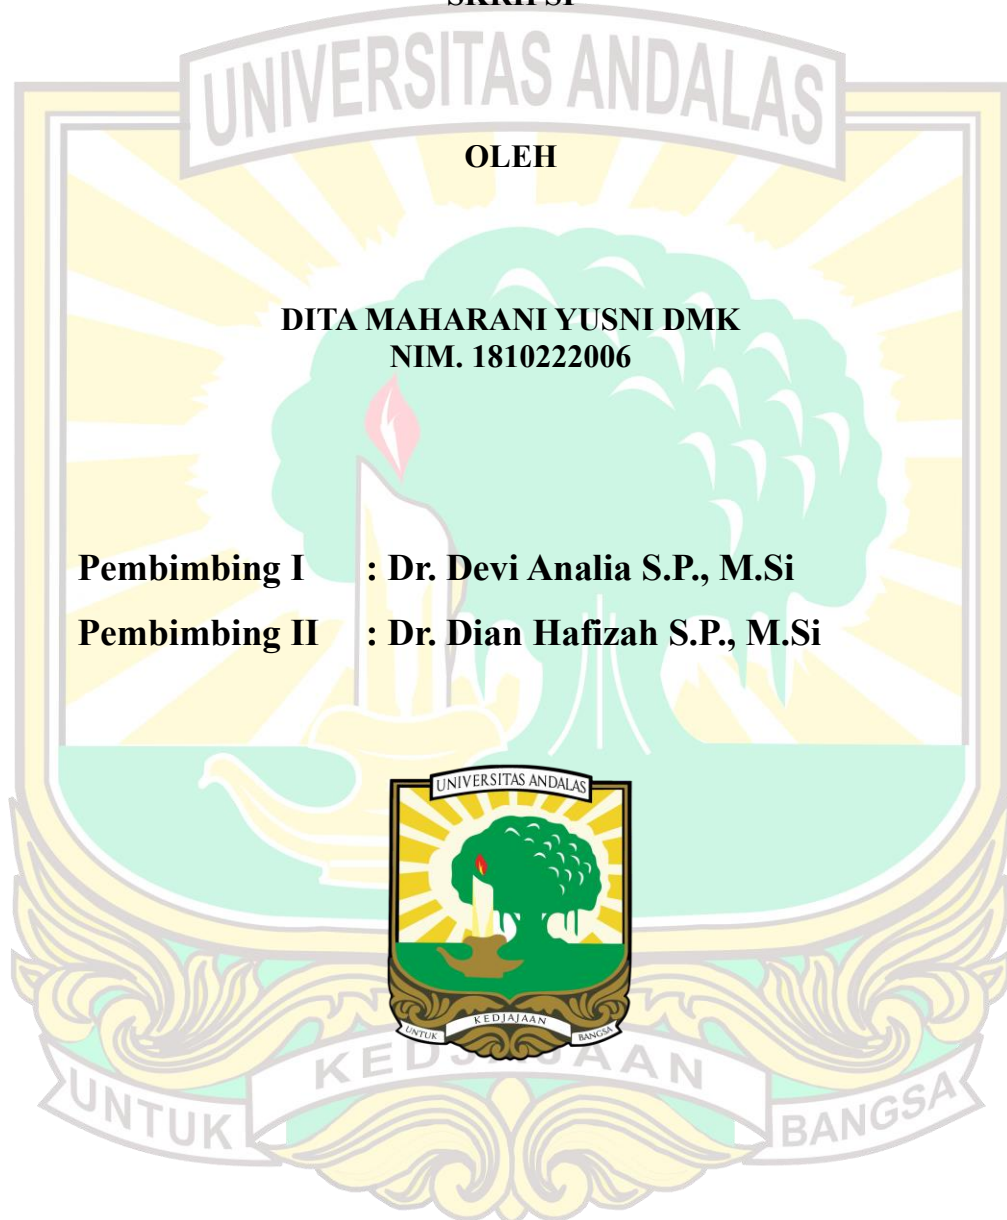 SKRIPSI
UNIVERSITAS ANDALAS
OLEH
DITA MAHARANI YUSNI DMK
NIM. 1810222006
Pembimbing I : Dr. Devi Analia S.P., M.Si
Pembimbing II : Dr. Dian Hafizah S.P., M.Si
UNIVERSITAS ANDALAS
UNTUK KEDJAJAAN BANGSA
UNTUK KEDJAJAAN BANGSA